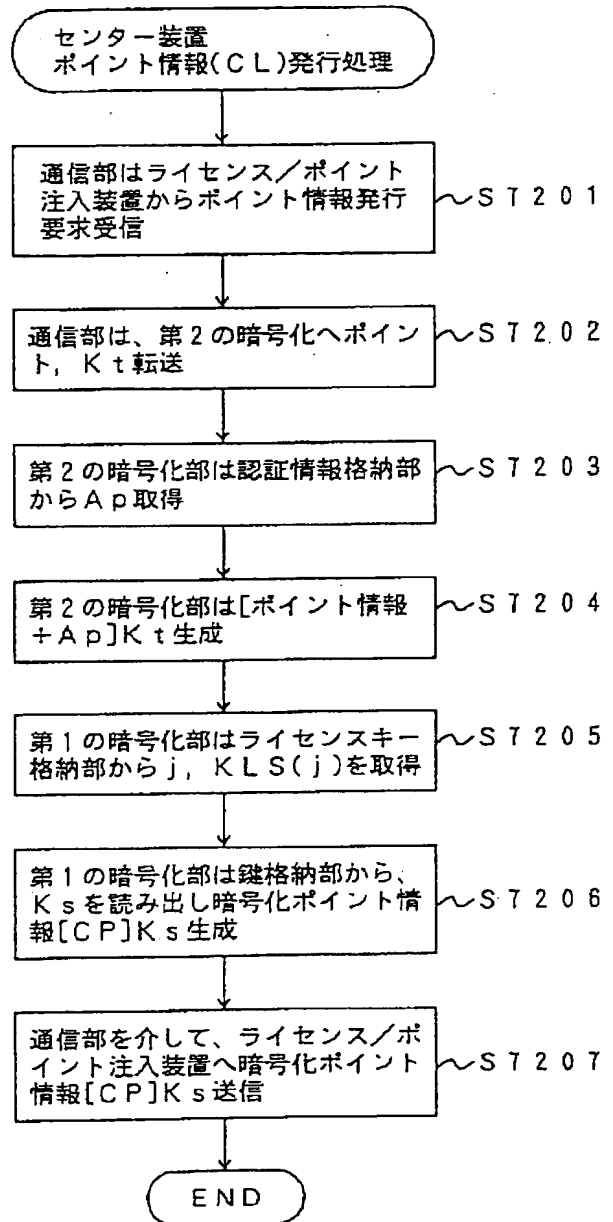 センター装置
ポイント情報(CL)発行処理
通信部はライセンス／ポイント
注入装置からポイント情報発行
要求受信
～ST201
通信部は、第2の暗号化へポイン
ト, Kt転送
～ST202
第2の暗号化部は認証情報格納部
からAp取得
～ST203
第2の暗号化部は[ポイント情報
+Ap]Kt生成
～ST204
第1の暗号化部はライセンスキー
格納部からj, KLS(j)を取得
～ST205
第1の暗号化部は鍵格納部から、
Ksを読み出し暗号化ポイント情
報[CP]Ks生成
～ST206
通信部を介して、ライセンス／ポ
イント注入装置へ暗号化ポイント
情報[CP]Ks送信
～ST207
END